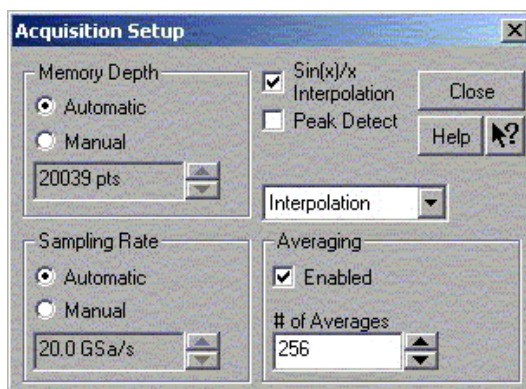 Acquisition Setup
Memory Depth
Automatic
Manual
20039 pts
Sin(x)/x
Interpolation
Peak Detect
Close
Help
?
Interpolation
Sampling Rate
Automatic
Manual
20.0 GSa/s
Averaging
Enabled
# of Averages
256